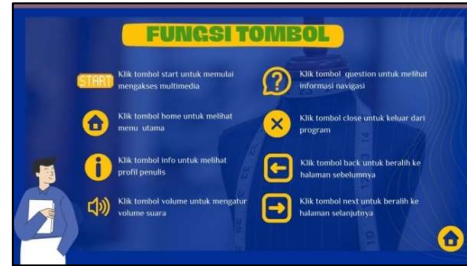 FUNGSI TOMBOL
START
Klik tombol start untuk memulai
mengakses multimedia
Klik tombol home untuk melihat
menu utama
Klik tombol info untuk melihat
profil penulis
Klik tombol volume untuk mengatur
volume suara
Klik tombol question untuk melihat
informasi navigasi
Klik tombol close untuk keluar dari
program
Klik tombol back untuk beralih ke
halaman sebelumnya
Klik tombol next untuk beralih ke
halaman selanjutnya